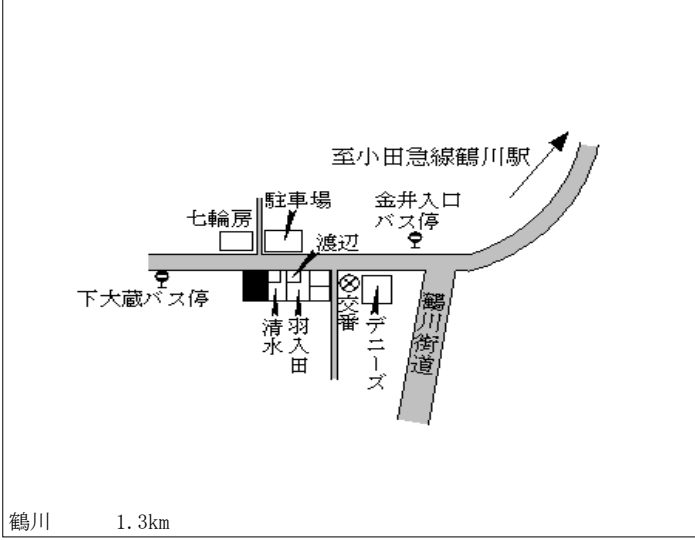 至小田急線鶴川駅
駐車場
金井入口
バス停
七輪房
渡辺
下大蔵バス停
清水
羽入田
交番
デニーズ
鶴川街道
鶴川 1.3km